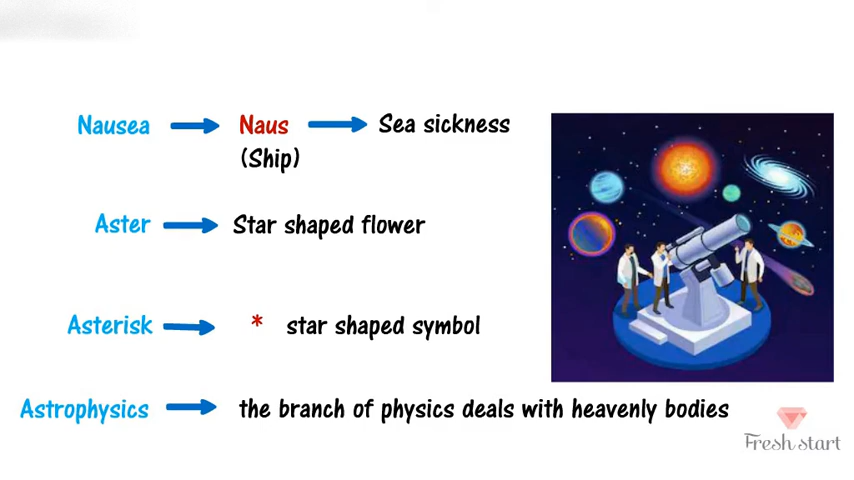 Nausea → Naus → Sea sickness
(Ship)
Aster → Star shaped flower
Asterisk → * star shaped symbol
Astrophysics → the branch of physics deals with heavenly bodies
Fresh start